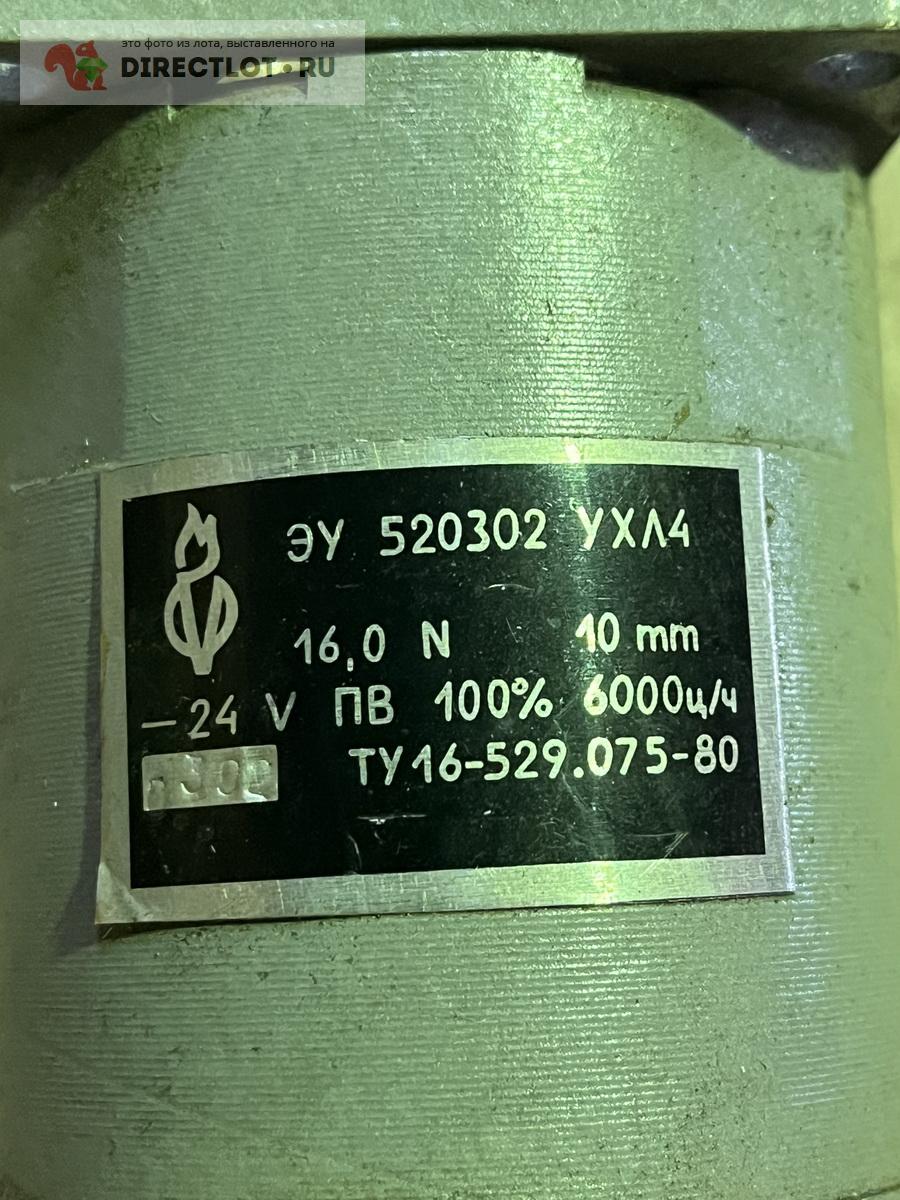 это фото из лота, выставленного на
DIRECTLOT.RU
ЭУ 520302 УХЛ4
16,0 N 10 mm
—24 V ПВ 100% 6000ц/ч
ТУ16-529.075-80